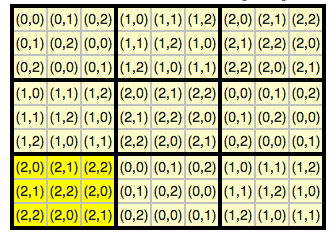 (0,0) (0,1) (0,2) (1,0) (1,1) (1,2) (2,0) (2,1) (2,2)
(0,1) (0,2) (0,0) (1,1) (1,2) (1,0) (2,1) (2,2) (2,0)
(0,2) (0,0) (0,1) (1,2) (1,0) (1,1) (2,2) (2,0) (2,1)
(1,0) (1,1) (1,2) (2,0) (2,1) (2,2) (0,0) (0,1) (0,2)
(1,1) (1,2) (1,0) (2,1) (2,2) (2,0) (0,1) (0,2) (0,0)
(1,2) (1,0) (1,1) (2,2) (2,0) (2,1) (0,2) (0,0) (0,1)
(2,0) (2,1) (2,2) (0,0) (0,1) (0,2) (1,0) (1,1) (1,2)
(2,1) (2,2) (2,0) (0,1) (0,2) (0,0) (1,1) (1,2) (1,0)
(2,2) (2,0) (2,1) (0,2) (0,0) (0,1) (1,2) (1,0) (1,1)